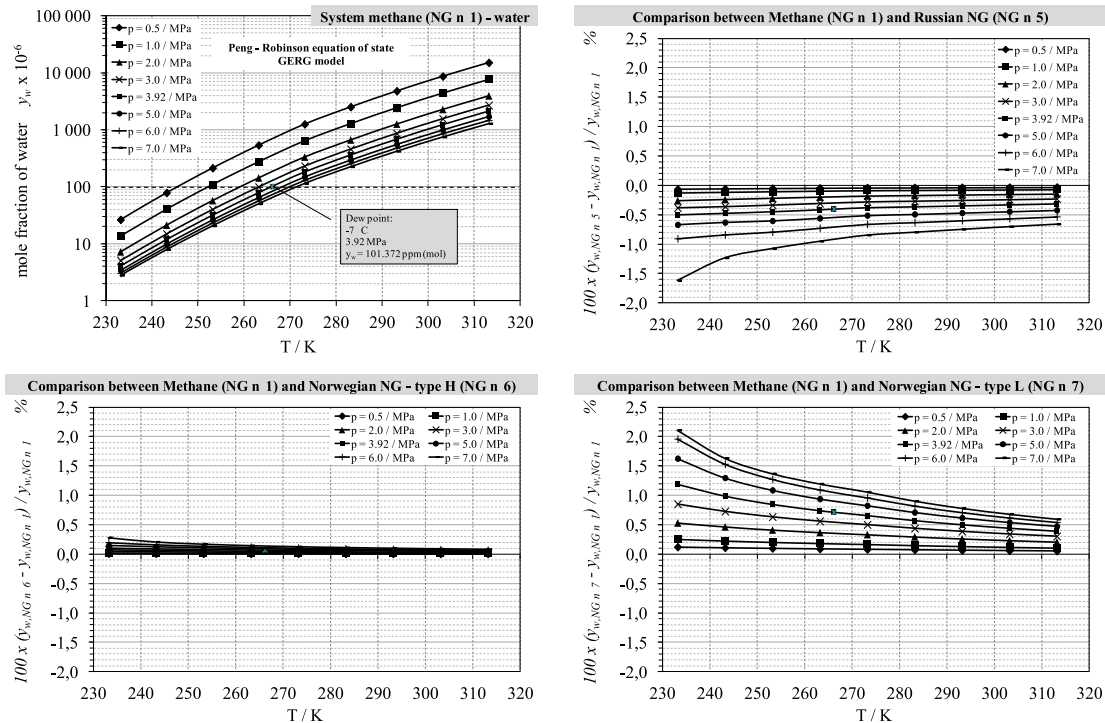 System methane (NG n 1) - water
mole fraction of water y_w x 10^-6
100 000
10 000
1 000
100
10
1
p = 0.5 / MPa
p = 1.0 / MPa
p = 2.0 / MPa
p = 3.0 / MPa
p = 3.92 / MPa
p = 5.0 / MPa
p = 6.0 / MPa
p = 7.0 / MPa
Peng - Robinson equation of state
GERG model
Dew point:
-7 C
3.92 MPa
y_w = 101.372 ppm (mol)
230 240 250 260 270 280 290 300 310 320
T / K
Comparison between Methane (NG n 1) and Russian NG (NG n 5)
100 x (y_w,NG n 5 - y_w,NG n 1) / y_w,NG n 1 %
2,5
2,0
1,5
1,0
0,5
0,0
-0,5
-1,0
-1,5
-2,0
p = 0.5 / MPa
p = 1.0 / MPa
p = 2.0 / MPa
p = 3.0 / MPa
p = 3.92 / MPa
p = 5.0 / MPa
p = 6.0 / MPa
p = 7.0 / MPa
230 240 250 260 270 280 290 300 310 320
T / K
Comparison between Methane (NG n 1) and Norwegian NG - type H (NG n 6)
100 x (y_w,NG n 6 - y_w,NG n 1) / y_w,NG n 1 %
2,5
2,0
1,5
1,0
0,5
0,0
-0,5
-1,0
-1,5
-2,0
p = 0.5 / MPa p = 1.0 / MPa
p = 2.0 / MPa p = 3.0 / MPa
p = 3.92 / MPa p = 5.0 / MPa
p = 6.0 / MPa p = 7.0 / MPa
230 240 250 260 270 280 290 300 310 320
T / K
Comparison between Methane (NG n 1) and Norwegian NG - type L (NG n 7)
100 x (y_w,NG n 7 - y_w,NG n 1) / y_w,NG n 1 %
2,5
2,0
1,5
1,0
0,5
0,0
-0,5
-1,0
-1,5
-2,0
p = 0.5 / MPa p = 1.0 / MPa
p = 2.0 / MPa p = 3.0 / MPa
p = 3.92 / MPa p = 5.0 / MPa
p = 6.0 / MPa p = 7.0 / MPa
230 240 250 260 270 280 290 300 310 320
T / K